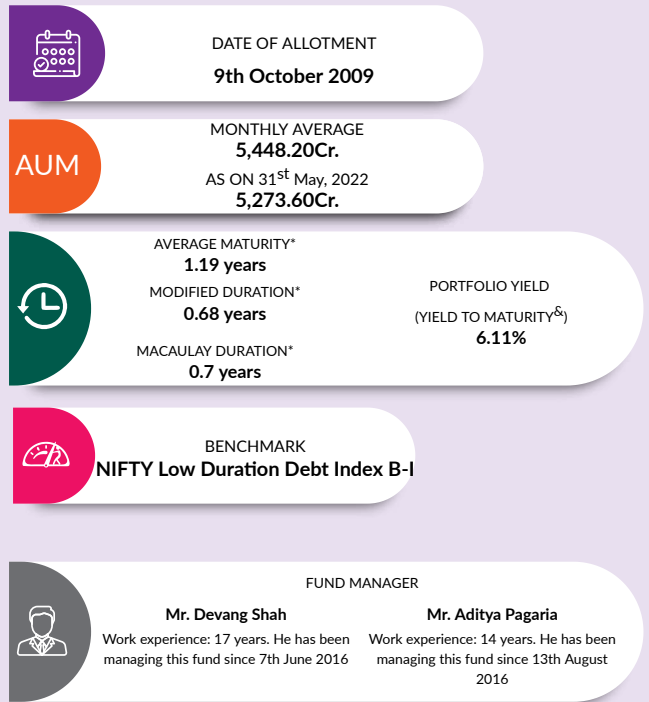 DATE OF ALLOTMENT
9th October 2009
AUM
MONTHLY AVERAGE
5,448.20Cr.
AS ON 31st May, 2022
5,273.60Cr.
AVERAGE MATURITY*
1.19 years
MODIFIED DURATION*
0.68 years
MACAULAY DURATION*
0.7 years
PORTFOLIO YIELD
(YIELD TO MATURITY&)
6.11%
BENCHMARK
NIFTY Low Duration Debt Index B-I
FUND MANAGER
Mr. Devang Shah
Work experience: 17 years. He has been
managing this fund since 7th June 2016
Mr. Aditya Pagaria
Work experience: 14 years. He has been
managing this fund since 13th August
2016